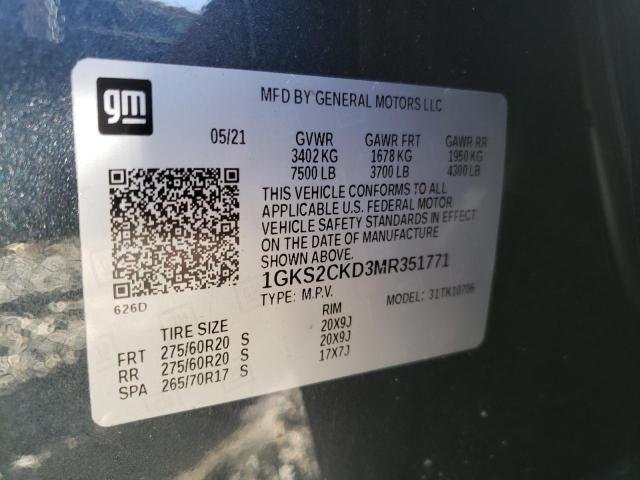 gm
MFD BY GENERAL MOTORS LLC
05/21 GVWR GAWR FRT GAWR RR
3402 KG 1678 KG 1950 KG
7500 LB 3700 LB 4300 LB
THIS VEHICLE CONFORMS TO ALL
APPLICABLE U.S. FEDERAL MOTOR
VEHICLE SAFETY STANDARDS IN EFFECT
ON THE DATE OF MANUFACTURE
SHOWN ABOVE.
1GKS2CKD3MR351771
626D TYPE: M.P.V. MODEL: 31TK10706
TIRE SIZE RIM
FRT 275/60R20 S 20X9J
RR 275/60R20 S 20X9J
SPA 265/70R17 S 17X7J